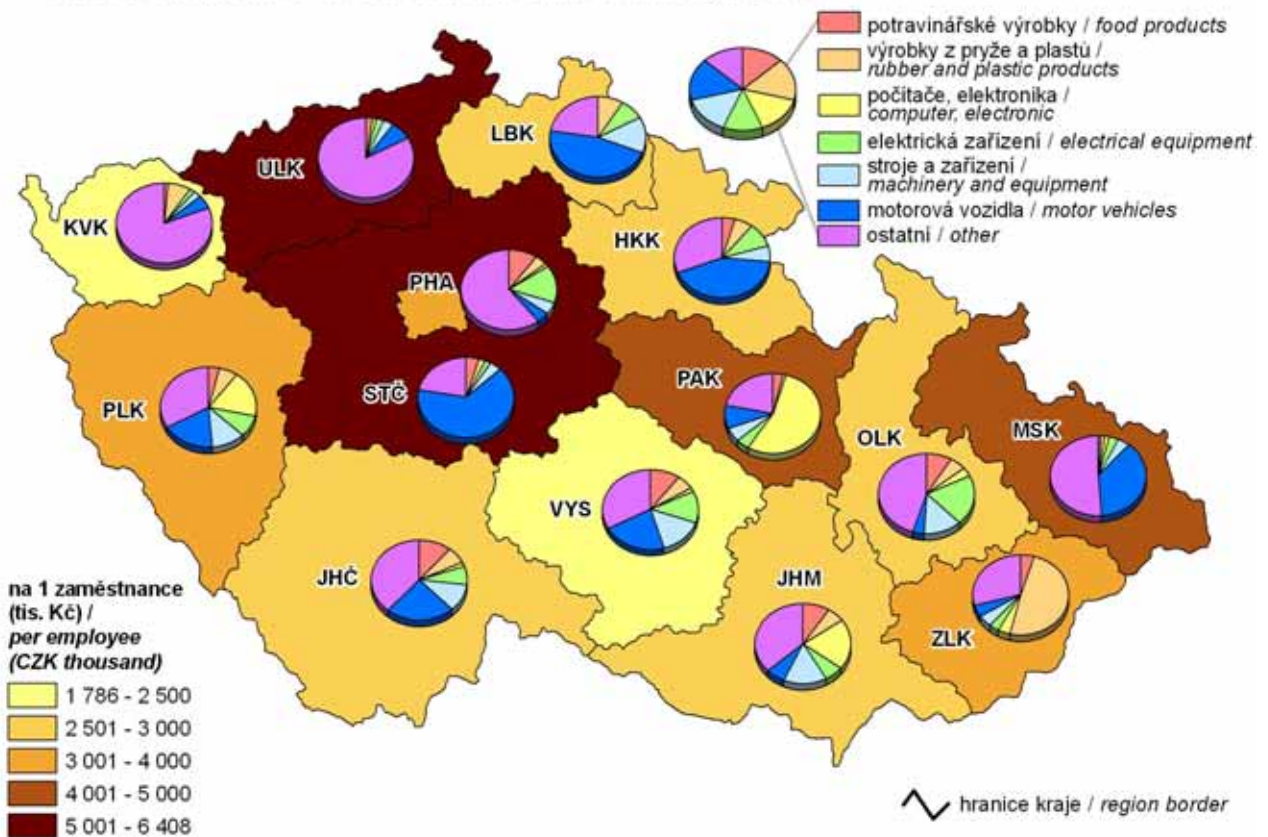 potravinářské výrobky / food products
výrobky z pryže a plastů /
rubber and plastic products
počítače, elektronika /
computer, electronic
elektrická zařízení / electrical equipment
stroje a zařízení /
machinery and equipment
motorová vozidla / motor vehicles
ostatní / other
LBK
ULK
KVK
HKK
PHA
PLK
STČ
PAK
OLK
MSK
VYS
JHČ
JHM
ZLK
na 1 zaměstnance
(tis. Kč) /
per employee
(CZK thousand)
1 786 - 2 500
2 501 - 3 000
3 001 - 4 000
4 001 - 5 000
5 001 - 6 408
hranice kraje / region border